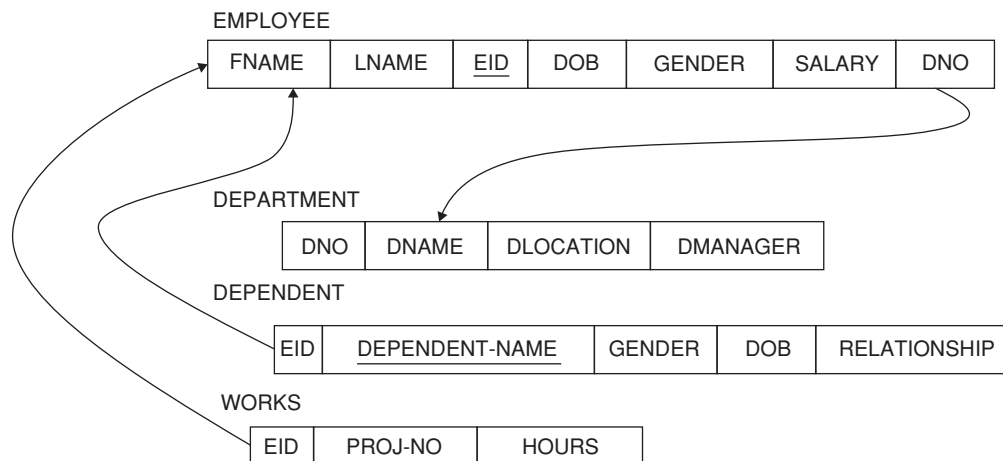 EMPLOYEE
FNAME LNAME EID DOB GENDER SALARY DNO
DEPARTMENT
DNO DNAME DLOCATION DMANAGER
DEPENDENT
EID DEPENDENT-NAME GENDER DOB RELATIONSHIP
WORKS
EID PROJ-NO HOURS